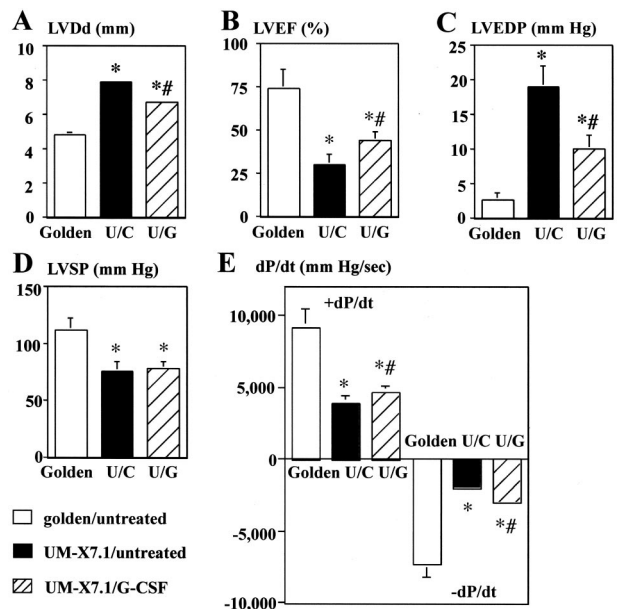 A LVDd (mm)
10
8
6
4
2
0
*
*#
Golden U/C U/G
B LVEF (%)
100
75
50
25
0
*
*#
Golden U/C U/G
C LVEDP (mm Hg)
25
20
15
10
5
0
*
*#
Golden U/C U/G
D LVSP (mm Hg)
150
100
50
0
*
*
Golden U/C U/G
E dP/dt (mm Hg/sec)
10,000
5,000
0
-5,000
-10.000
+dP/dt
*
*#
Golden U/C U/G
Golden U/C U/G
*
*#
-dP/dt
golden/untreated
UM-X7.1/untreated
UM-X7.1/G-CSF